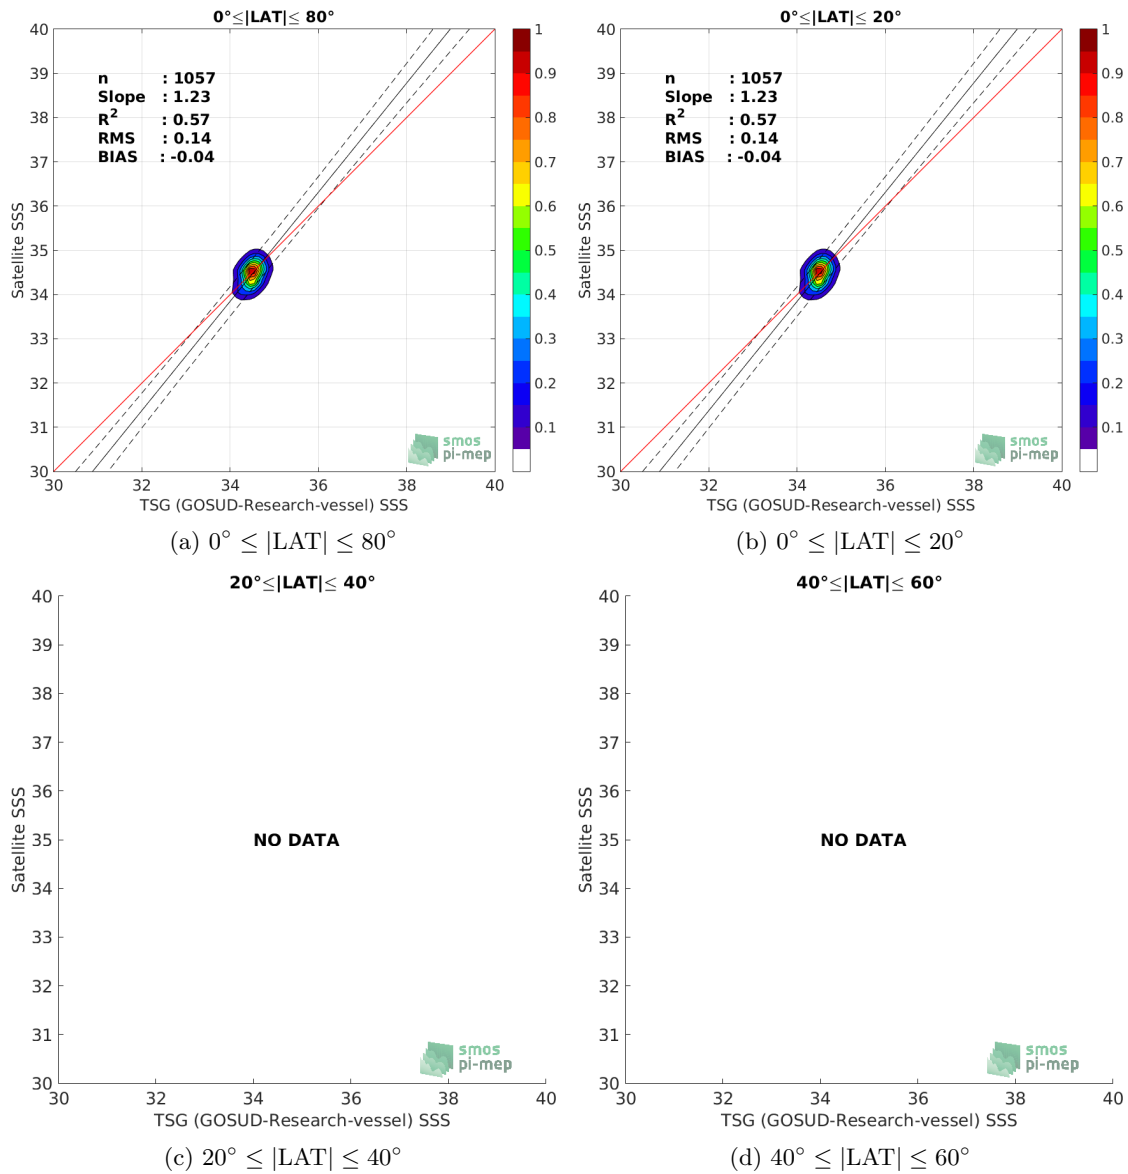 0°≤|LAT|≤ 80°
40
39
38
37
36
35
34
33
32
31
30
Satellite SSS
n : 1057
Slope : 1.23
R2 : 0.57
RMS : 0.14
BIAS : -0.04
smos
pi-mep
30 32 34 36 38 40
TSG (GOSUD-Research-vessel) SSS
1
0.9
0.8
0.7
0.6
0.5
0.4
0.3
0.2
0.1
(a) 0° ≤ |LAT| ≤ 80°
0°≤|LAT|≤ 20°
40
39
38
37
36
35
34
33
32
31
30
Satellite SSS
n : 1057
Slope : 1.23
R2 : 0.57
RMS : 0.14
BIAS : -0.04
smos
pi-mep
30 32 34 36 38 40
TSG (GOSUD-Research-vessel) SSS
1
0.9
0.8
0.7
0.6
0.5
0.4
0.3
0.2
0.1
(b) 0° ≤ |LAT| ≤ 20°
20°≤|LAT|≤ 40°
40
39
38
37
36
35
34
33
32
31
30
Satellite SSS
NO DATA
smos
pi-mep
30 32 34 36 38 40
TSG (GOSUD-Research-vessel) SSS
(c) 20° ≤ |LAT| ≤ 40°
40°≤|LAT|≤ 60°
40
39
38
37
36
35
34
33
32
31
30
Satellite SSS
NO DATA
smos
pi-mep
30 32 34 36 38 40
TSG (GOSUD-Research-vessel) SSS
(d) 40° ≤ |LAT| ≤ 60°